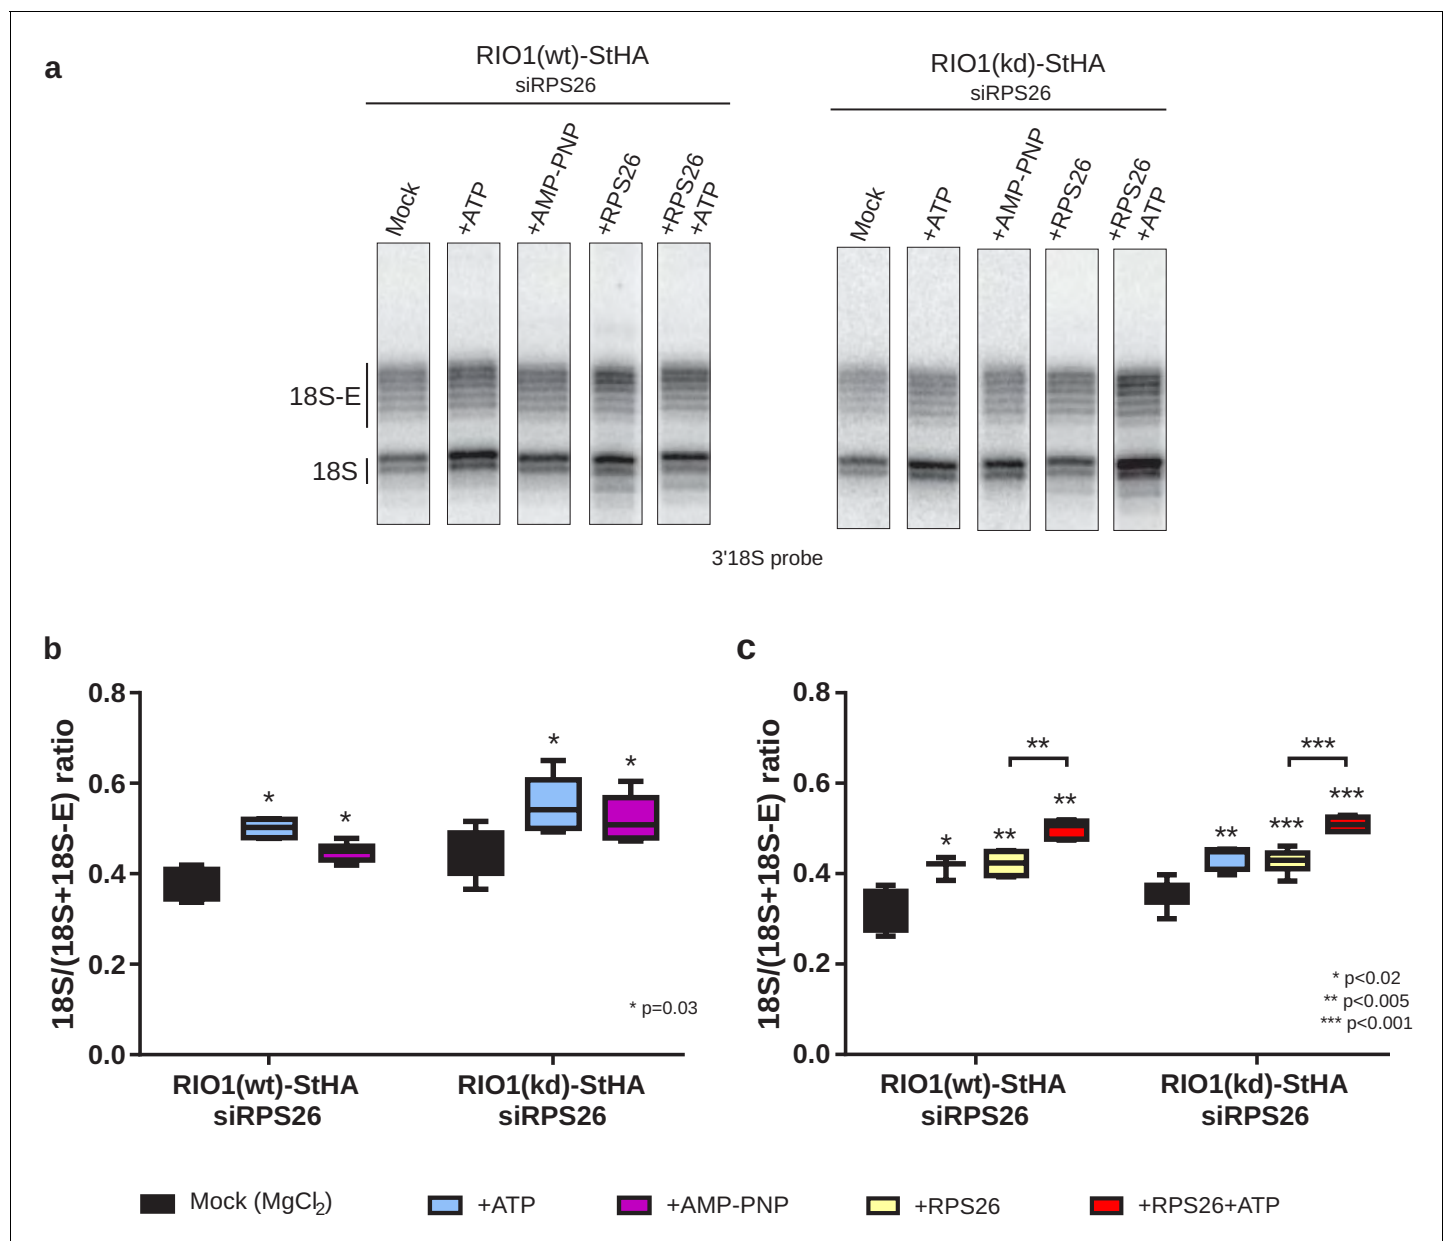 a
RIO1(wt)-StHA
siRPS26
RIO1(kd)-StHA
siRPS26
Mock
+ATP
+AMP-PNP
+RPS26
+RPS26
+ATP
Mock
+ATP
+AMP-PNP
+RPS26
+RPS26
+ATP
18S-E
18S
3'18S probe
b
18S/(18S+18S-E) ratio
0.8
0.6
0.4
0.2
0.0
*
*
*
*
* p=0.03
RIO1(wt)-StHA
siRPS26
RIO1(kd)-StHA
siRPS26
c
18S/(18S+18S-E) ratio
0.8
0.6
0.4
0.2
0.0
**
***
*
**
**
**
***
***
* p<0.02
** p<0.005
*** p<0.001
RIO1(wt)-StHA
siRPS26
RIO1(kd)-StHA
siRPS26
Mock (MgCl2)
+ATP
+AMP-PNP
+RPS26
+RPS26+ATP